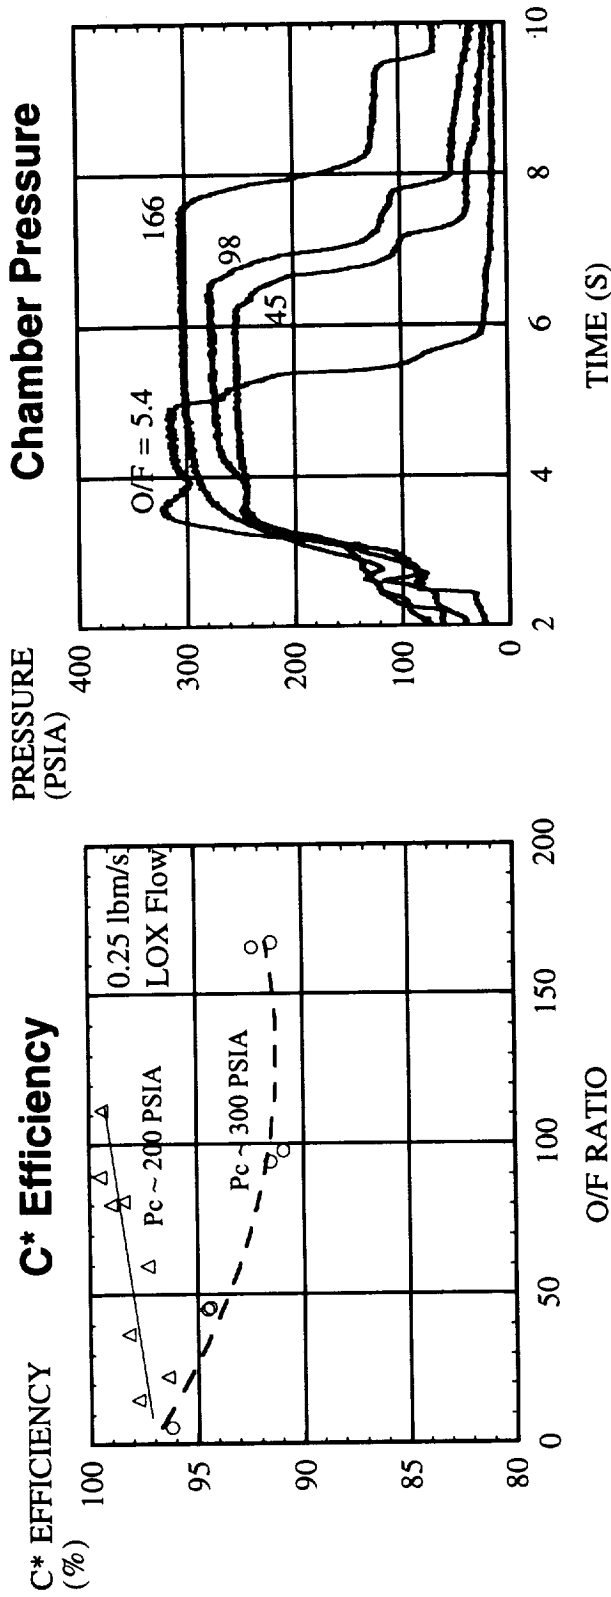 C* Efficiency
C* EFFICIENCY
(%)
100
95
90
85
80
0
50
100
150
200
O/F RATIO
0.25 lbm/s
LOX Flow
Pc ~ 200 PSIA
Pc ~ 300 PSIA
Chamber Pressure
PRESSURE
(PSIA)
400
300
200
100
0
2
4
6
8
10
TIME (S)
O/F = 5.4
166
98
45